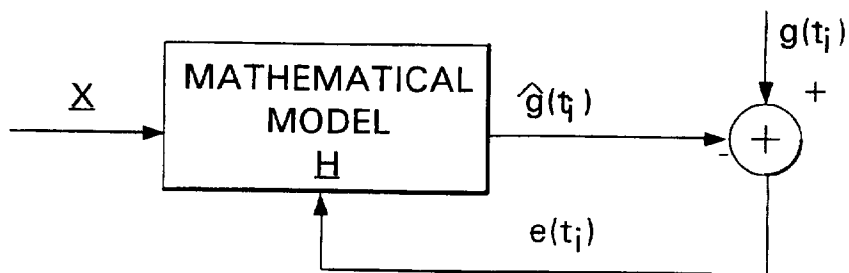 g(tᵢ)
+
X
MATHEMATICAL
MODEL
H
ĝ(tᵢ)
-
+
e(tᵢ)